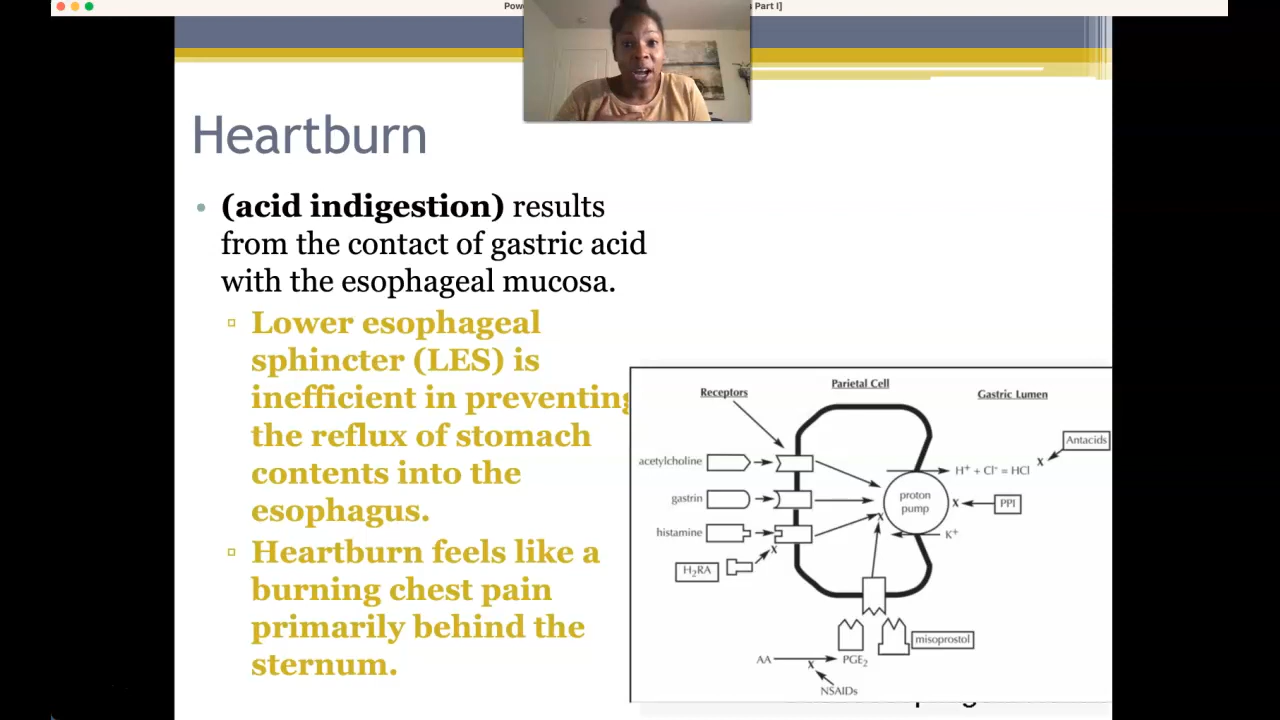 s Part I]
Heartburn
• (acid indigestion) results
from the contact of gastric acid
with the esophageal mucosa.
▫ Lower esophageal
sphincter (LES) is
inefficient in preventing
the reflux of stomach
contents into the
esophagus.
▫ Heartburn feels like a
burning chest pain
primarily behind the
sternum.
Receptors
Parietal Cell
Gastric Lumen
Antacids
acetylcholine
H⁺ + Cl⁻ = HCl
x
gastrin
proton
pump
x
PPI
histamine
x
K⁺
x
H₂RA
misoprostol
AA
PGE₂
x
NSAIDs